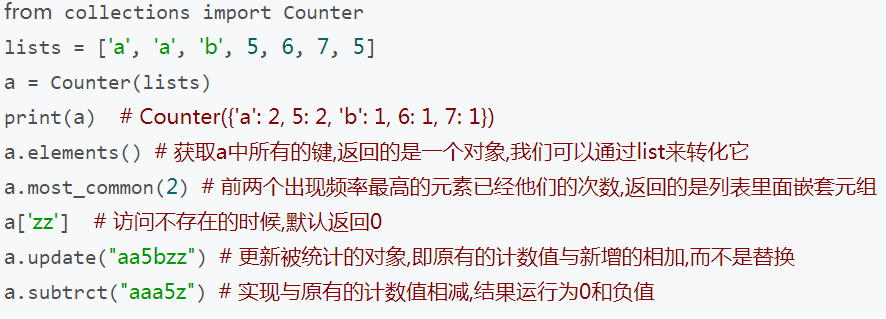 from collections import Counter
lists = ['a', 'a', 'b', 5, 6, 7, 5]
a = Counter(lists)
print(a)  # Counter({'a': 2, 5: 2, 'b': 1, 6: 1, 7: 1})
a.elements() # 获取a中所有的键,返回的是一个对象,我们可以通过list来转化它
a.most_common(2) # 前两个出现频率最高的元素已经他们的次数,返回的是列表里面嵌套元组
a['zz']  # 访问不存在的时候,默认返回0
a.update("aa5bzz") # 更新被统计的对象,即原有的计数值与新增的相加,而不是替换
a.subtrct("aaa5z") # 实现与原有的计数值相减,结果运行为0和负值